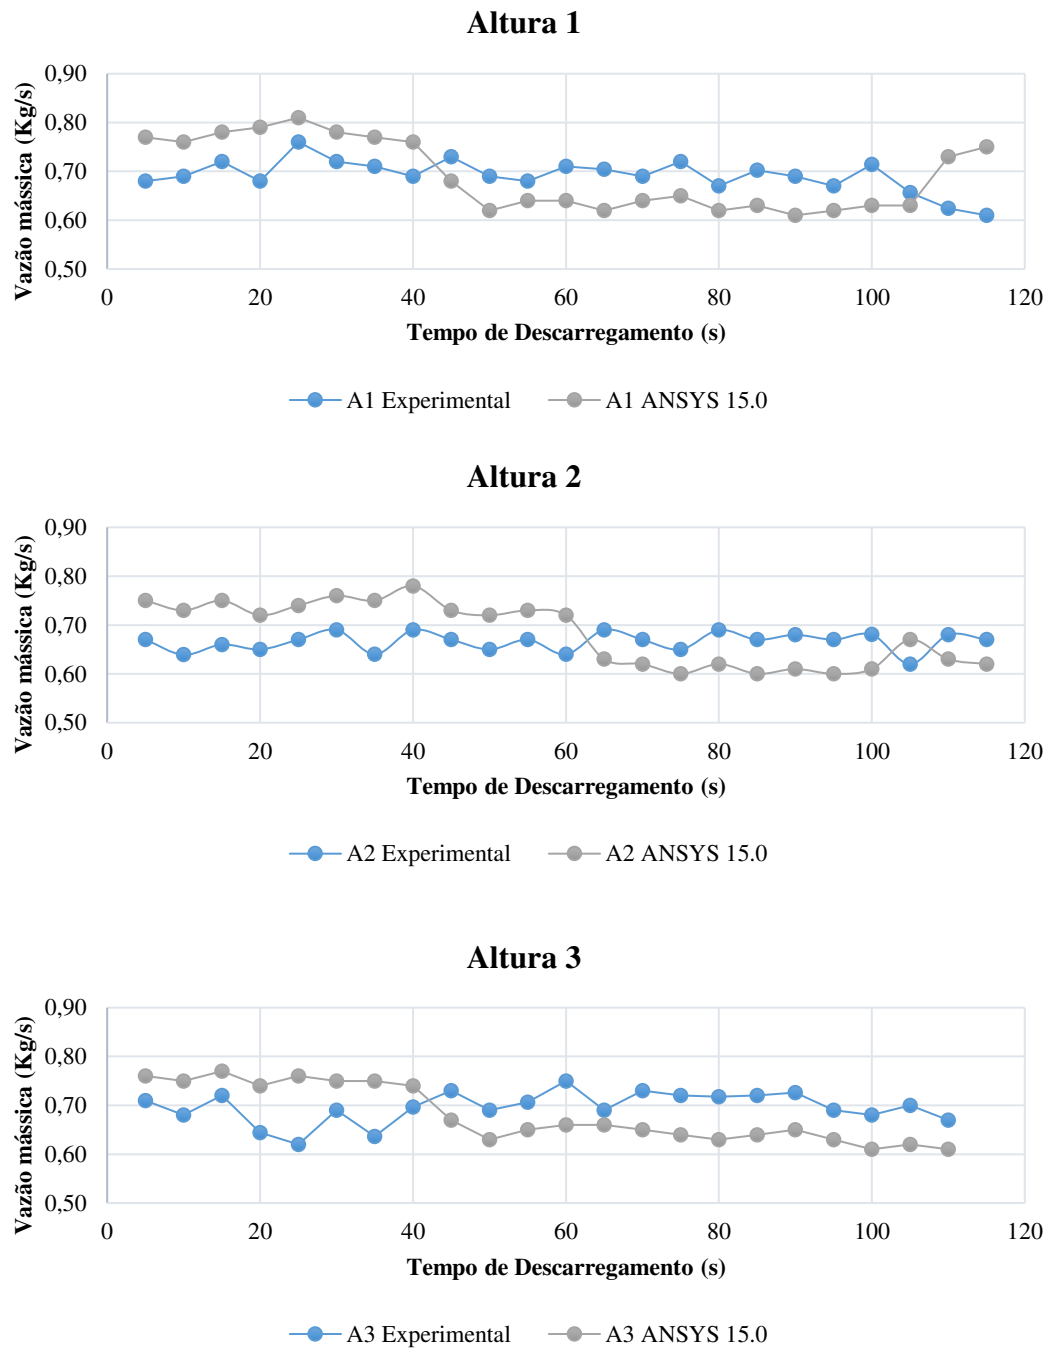 Altura 1
Vazão mássica (Kg/s)
0,90
0,80
0,70
0,60
0,50
0 20 40 60 80 100 120
Tempo de Descarregamento (s)
A1 Experimental A1 ANSYS 15.0
Altura 2
Vazão mássica (Kg/s)
0,90
0,80
0,70
0,60
0,50
0 20 40 60 80 100 120
Tempo de Descarregamento (s)
A2 Experimental A2 ANSYS 15.0
Altura 3
Vazão mássica (Kg/s)
0,90
0,80
0,70
0,60
0,50
0 20 40 60 80 100 120
Tempo de Descarregamento (s)
A3 Experimental A3 ANSYS 15.0